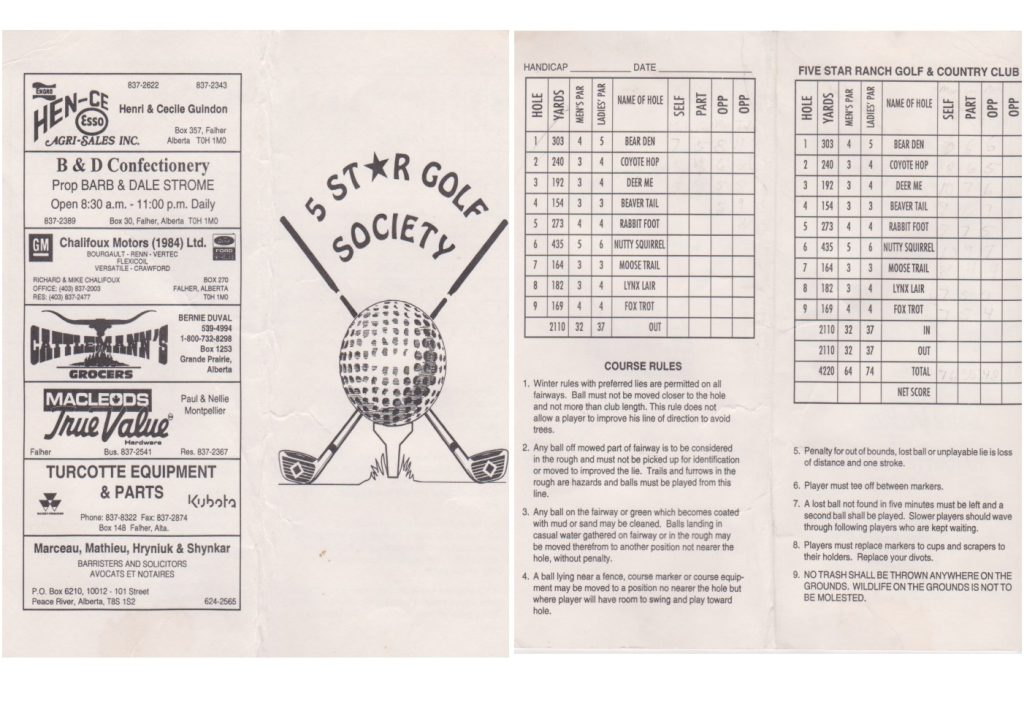 837-2622 837-2343
ENGRO
HEN-CE
Esso
AGRI-SALES INC.
Henri & Cecile Guindon
Box 357, Falher
Alberta T0H 1M0
B & D Confectionery
Prop BARB & DALE STROME
Open 8:30 a.m. - 11:00 p.m. Daily
837-2389 Box 30, Falher, Alberta T0H 1M0
GM
Chalifoux Motors (1984) Ltd.
BOURGAULT - RENN - VERTEC
FLEXICOIL
VERSATILE - CRAWFORD
FORD
RICHARD & MIKE CHALIFOUX BOX 270
OFFICE: (403) 837-2003 FALHER, ALBERTA
RES: (403) 837-2477 T0H 1M0
CATTLEMANN'S
GROCERS
BERNIE DUVAL
539-4994
1-800-732-8298
Box 1253
Grande Prairie,
Alberta
MACLEODS
True Value
Hardware
Paul & Nellie
Montpellier
Falher Bus. 837-2541 Res. 837-2367
TURCOTTE EQUIPMENT
& PARTS
Kubota
Phone: 837-8322 Fax: 837-2874
Box 148 Falher, Alta.
Marceau, Mathieu, Hryniuk & Shynkar
BARRISTERS AND SOLICITORS
AVOCATS ET NOTAIRES
P.O. Box 6210, 10012 - 101 Street
Peace River, Alberta, T8S 1S2 624-2565
5 ST★R GOLF
SOCIETY
HANDICAP DATE
HOLE YARDS MEN'S PAR LADIES' PAR NAME OF HOLE SELF PART OPP OPP
1 303 4 5 BEAR DEN
2 240 3 4 COYOTE HOP
3 192 3 4 DEER ME
4 154 3 3 BEAVER TAIL
5 273 4 4 RABBIT FOOT
6 435 5 6 NUTTY SQUIRREL
7 164 3 3 MOOSE TRAIL
8 182 3 4 LYNX LAIR
9 169 4 4 FOX TROT
2110 32 37 OUT
COURSE RULES
1. Winter rules with preferred lies are permitted on all
fairways. Ball must not be moved closer to the hole
and not more than club length. This rule does not
allow a player to improve his line of direction to avoid
trees.
2. Any ball off mowed part of fairway is to be considered
in the rough and must not be picked up for identification
or moved to improved the lie. Trails and furrows in the
rough are hazards and balls must be played from this
line.
3. Any ball on the fairway or green which becomes coated
with mud or sand may be cleaned. Balls landing in
casual water gathered on fairway or in the rough may
be moved therefrom to another position not nearer the
hole, without penalty.
4. A ball lying near a fence, course marker or course equip-
ment may be moved to a position no nearer the hole but
where player will have room to swing and play toward
hole.
FIVE STAR RANCH GOLF & COUNTRY CLUB
HOLE YARDS MEN'S PAR LADIES' PAR NAME OF HOLE SELF PART OPP OPP
1 303 4 5 BEAR DEN
2 240 3 4 COYOTE HOP
3 192 3 4 DEER ME
4 154 3 3 BEAVER TAIL
5 273 4 4 RABBIT FOOT
6 435 5 6 NUTTY SQUIRREL
7 164 3 3 MOOSE TRAIL
8 182 3 4 LYNX LAIR
9 169 4 4 FOX TROT
2110 32 37 IN
2110 32 37 OUT
4220 64 74 TOTAL
NET SCORE
5. Penalty for out of bounds, lost ball or unplayable lie is loss
of distance and one stroke.
6. Player must tee off between markers.
7. A lost ball not found in five minutes must be left and a
second ball shall be played. Slower players should wave
through following players who are kept waiting.
8. Players must replace markers to cups and scrapers to
their holders. Replace your divots.
9. NO TRASH SHALL BE THROWN ANYWHERE ON THE
GROUNDS. WILDLIFE ON THE GROUNDS IS NOT TO
BE MOLESTED.